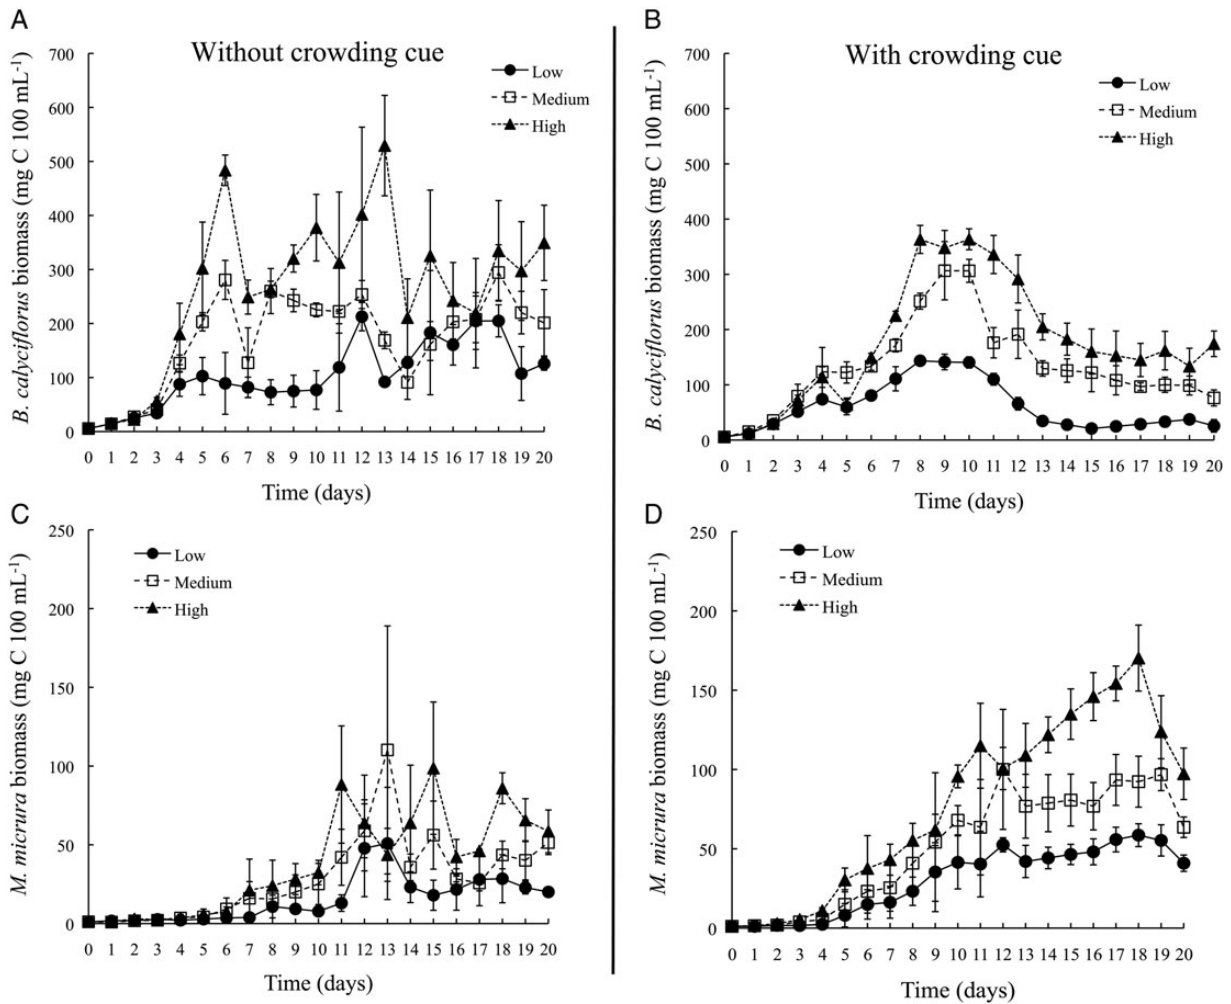 A
Without crowding cue
B. calyciflorus biomass (mg C 100 mL-1)
700
600
500
400
300
200
100
0
Low
Medium
High
0 1 2 3 4 5 6 7 8 9 10 11 12 13 14 15 16 17 18 19 20
Time (days)
B
With crowding cue
B. calyciflorus biomass (mg C 100 mL-1)
700
600
500
400
300
200
100
0
Low
Medium
High
0 1 2 3 4 5 6 7 8 9 10 11 12 13 14 15 16 17 18 19 20
Time (days)
C
M. micrura biomass (mg C 100 mL-1)
250
200
150
100
50
0
Low
Medium
High
0 1 2 3 4 5 6 7 8 9 10 11 12 13 14 15 16 17 18 19 20
Time (days)
D
M. micrura biomass (mg C 100 mL-1)
250
200
150
100
50
0
Low
Medium
High
0 1 2 3 4 5 6 7 8 9 10 11 12 13 14 15 16 17 18 19 20
Time (days)